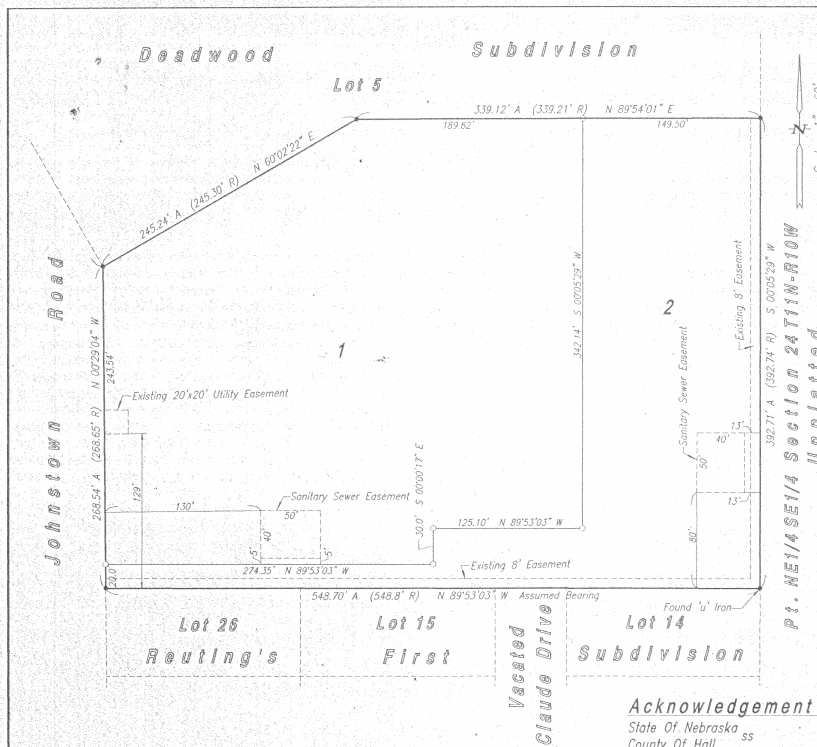 Deadwood Subdivision
Lot 5
339.12' A (339.21' R) N 89°54'01" E
189.62' 149.50'
245.24' A (245.30' R) N 60°02'22" E
N
Johnstown Road
268.54' A (268.65' R) N 00°29'04" W
243.54'
Existing 20'x20' Utility Easement
129'
1
342.14' S 00°05'29" W
2
Sanitary Sewer Easement
Existing 8' Easement
392.71' A (392.74' R) S 00°05'29" W
Pt. NE1/4SE1/4 Section 24 T11N-R10W
Unplatted
13'
40'
50'
13'
80'
130'
Sanitary Sewer Easement
50'
40'
5'
5'
30.0' S 00°00'17" E
125.10' N 89°53'03" W
274.35' N 89°53'03" W
Existing 8' Easement
20.0'
548.70' A (548.8' R) N 89°53'03" W Assumed Bearing
Found 'u' Iron
Lot 26
Reuting's
Lot 15
First
Vacated
Claude Drive
Lot 14
Subdivision
Acknowledgement
State Of Nebraska
ss
County Of Hall